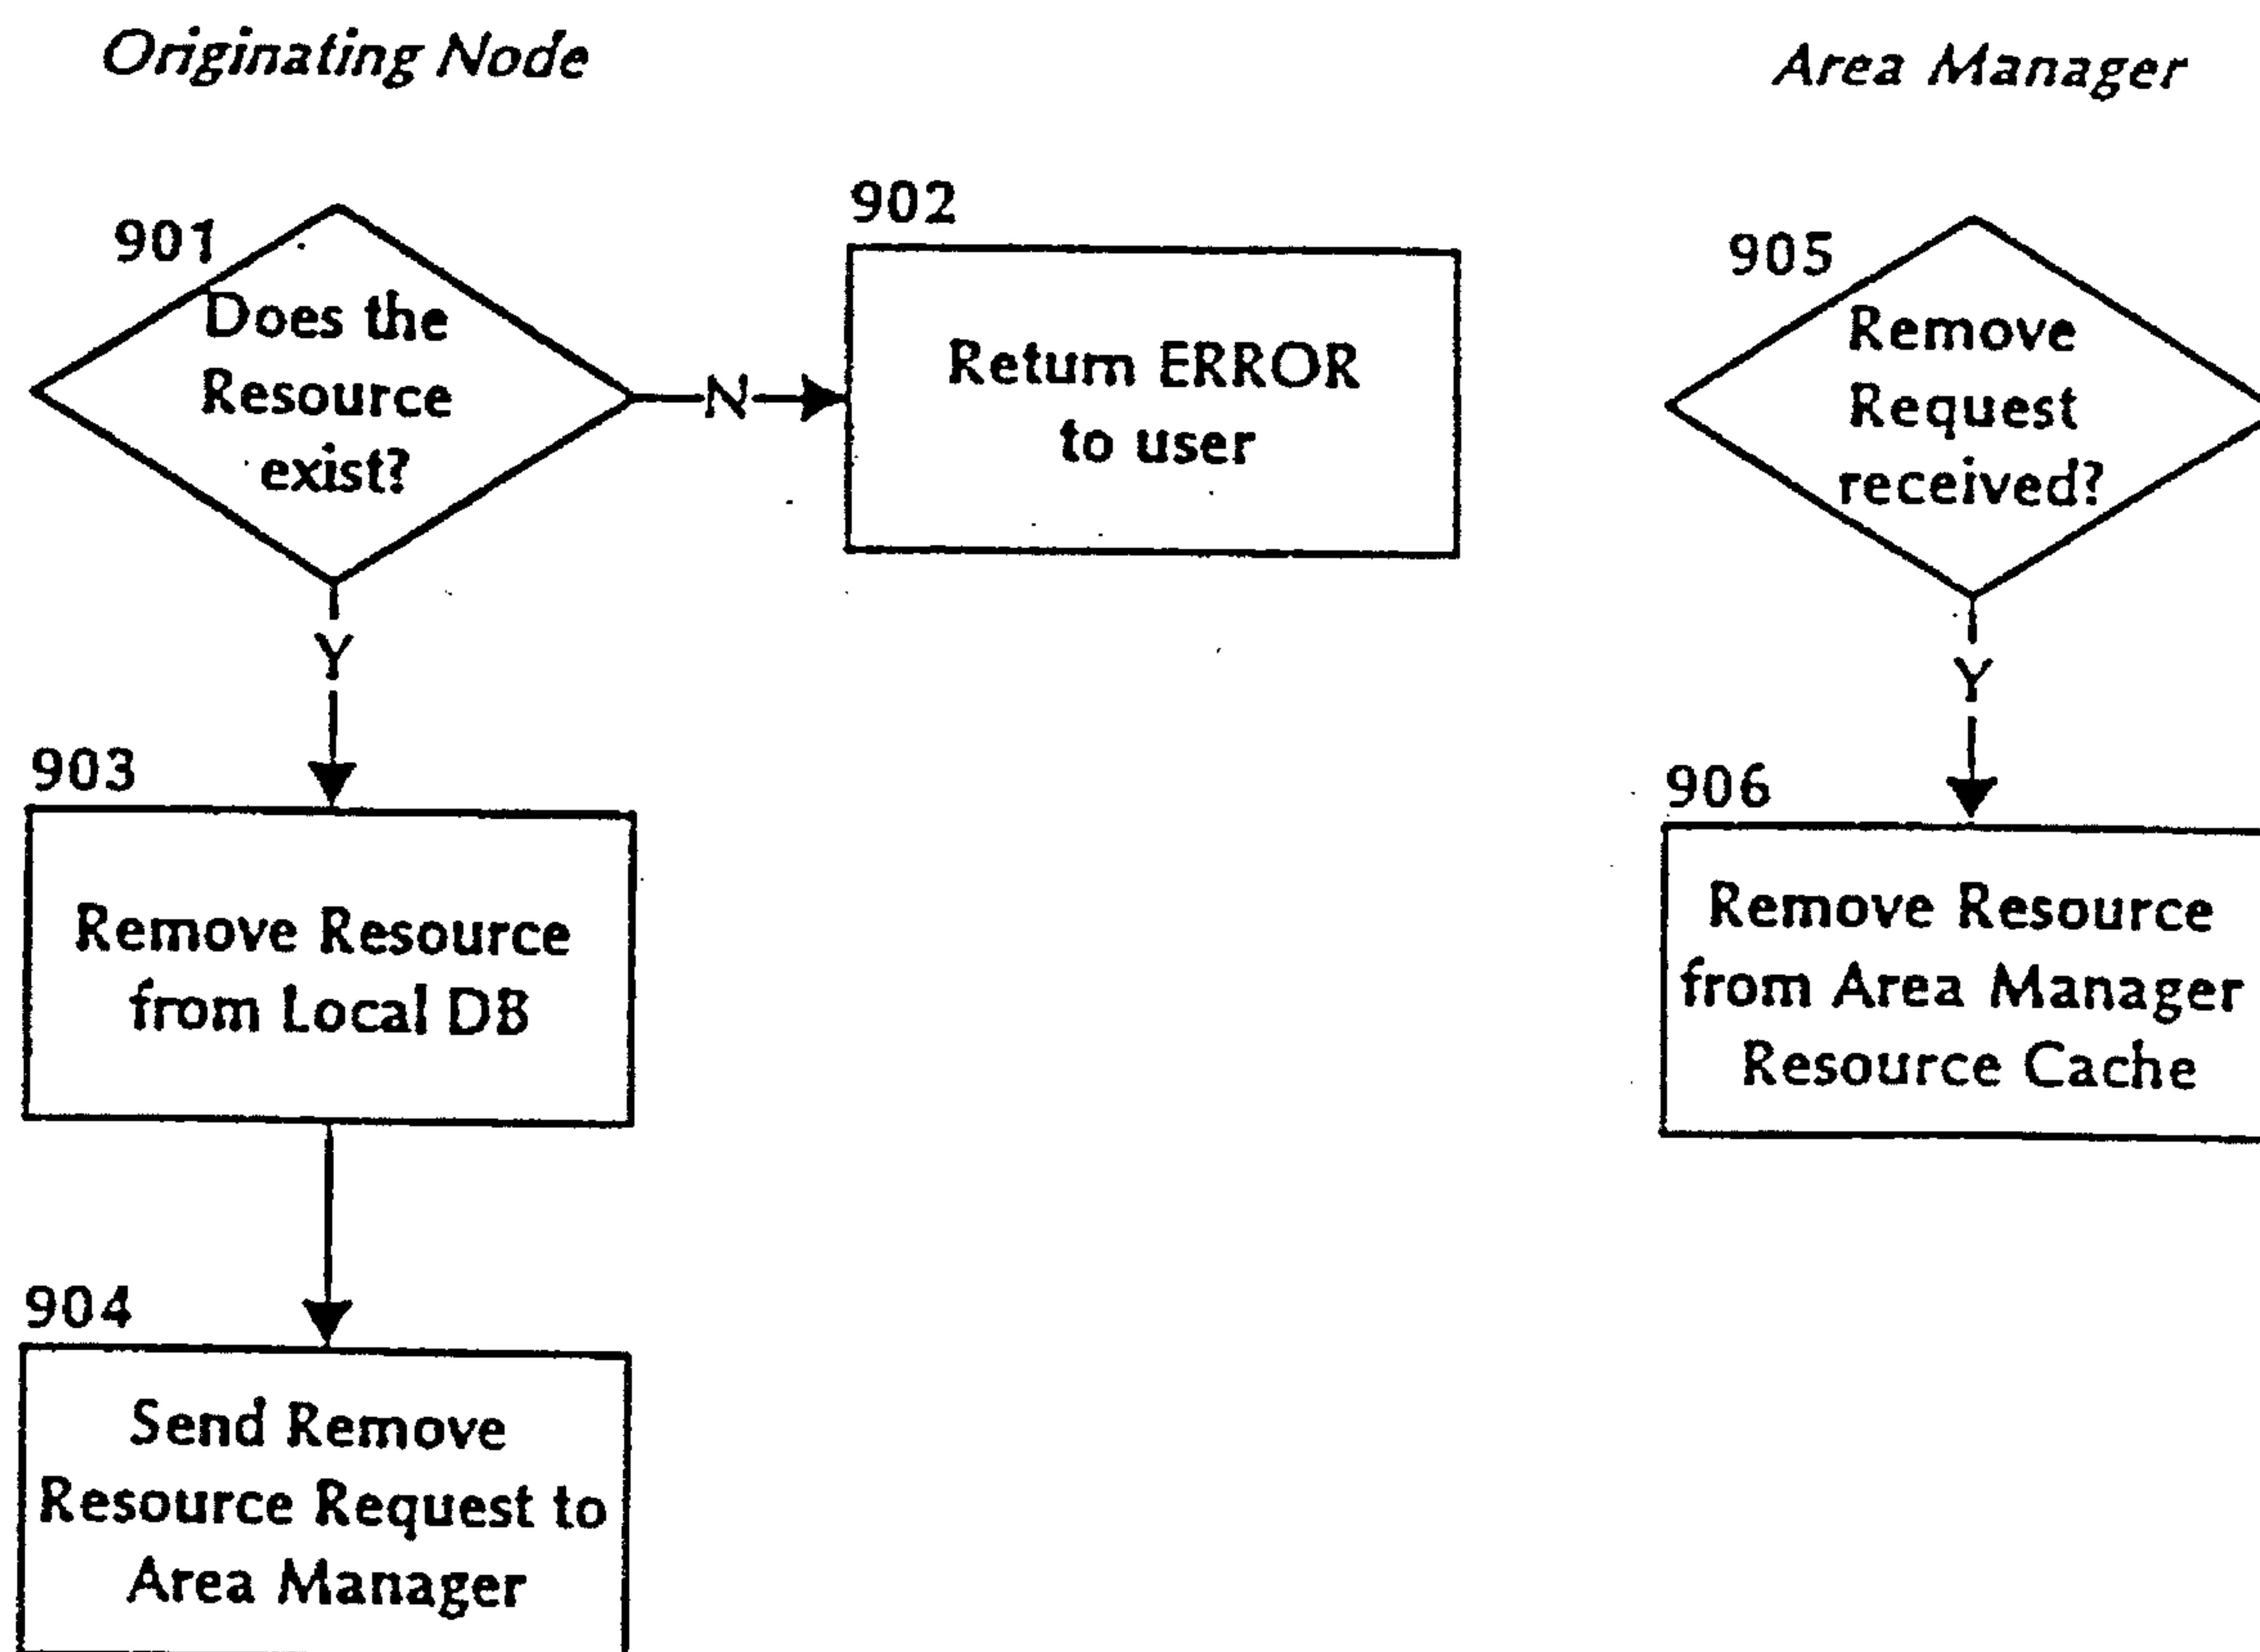 Originating Node
Area Manager
901
Does the
Resource
exist?
N
902
Return ERROR
to user
Y
903
Remove Resource
from Local DB
904
Send Remove
Resource Request to
Area Manager
905
Remove
Request
received?
Y
906
Remove Resource
from Area Manager
Resource Cache